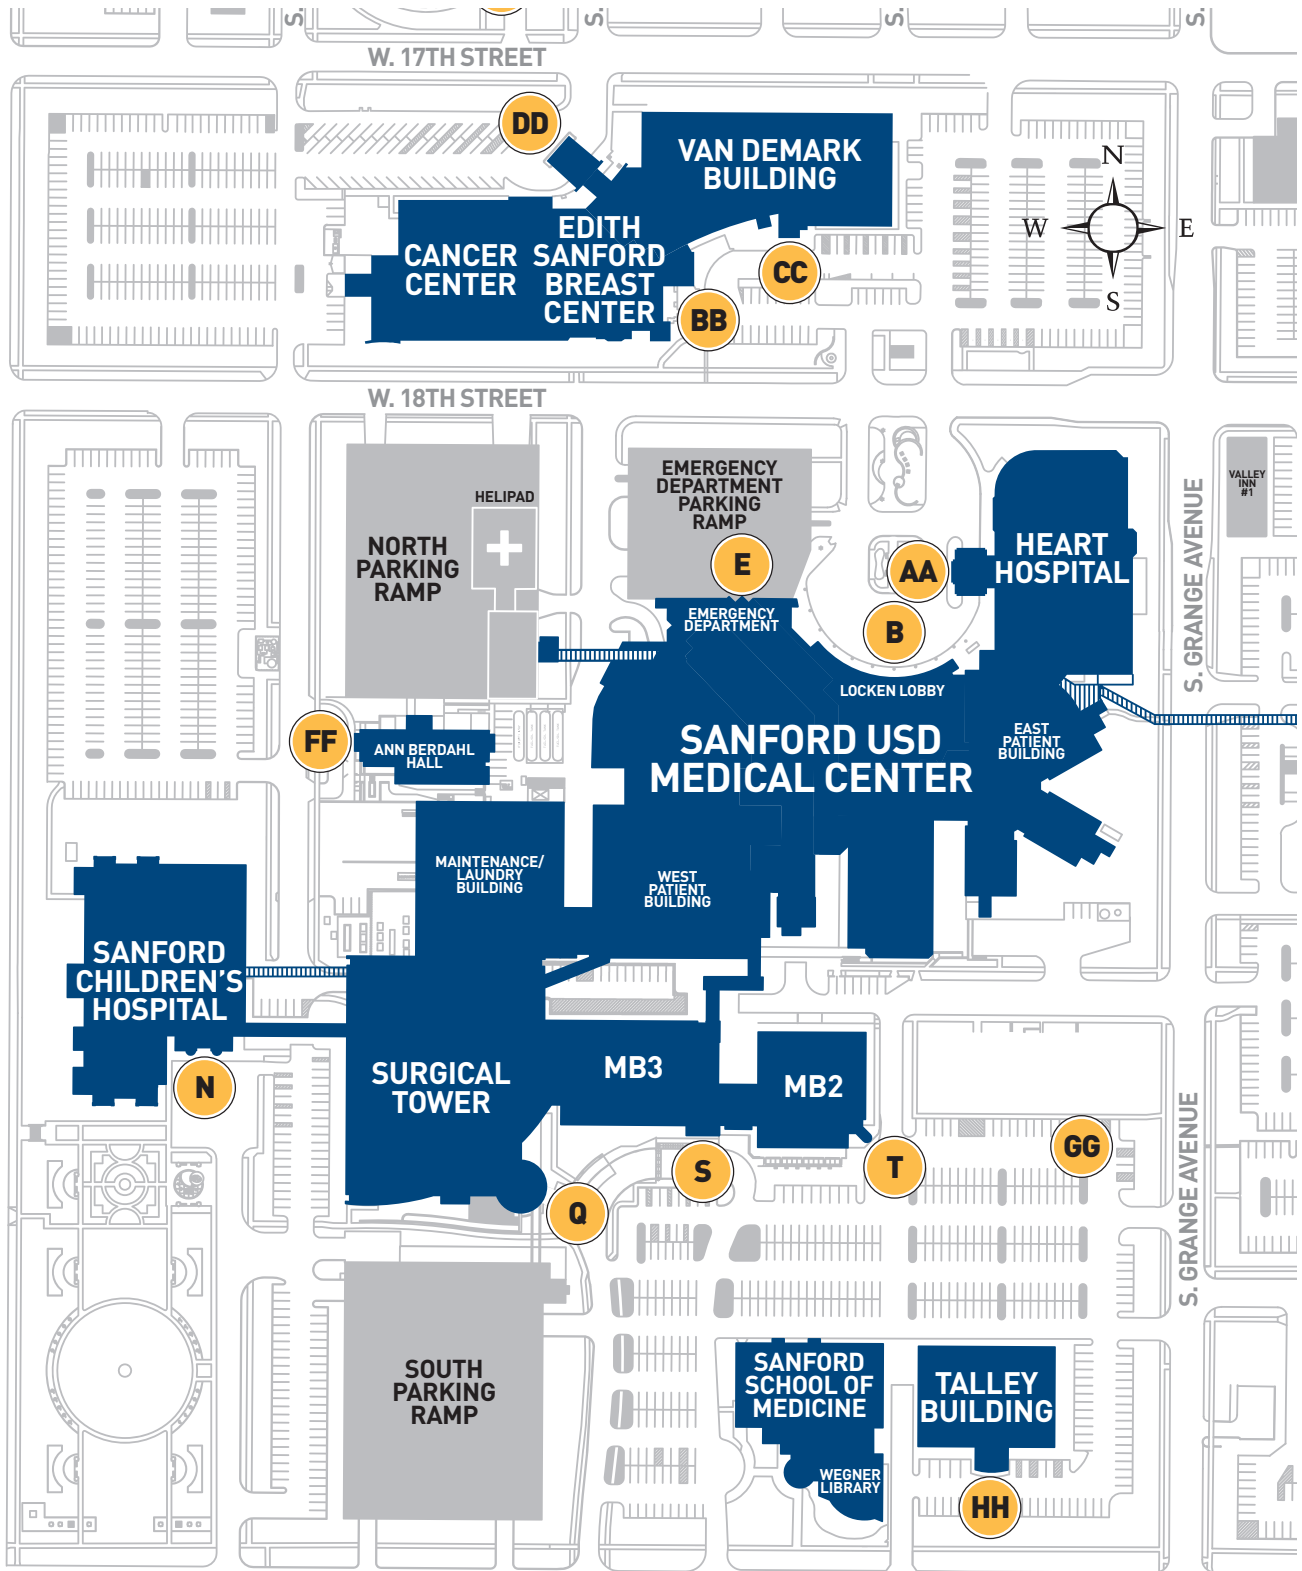 S.
S.
S.
S.
W. 17TH STREET
DD
VAN DEMARK
BUILDING
N
W
E
S
EDITH
SANFORD
BREAST
CENTER
CANCER
CENTER
CC
BB
W. 18TH STREET
HELIPAD
NORTH
PARKING
RAMP
EMERGENCY
DEPARTMENT
PARKING
RAMP
E
EMERGENCY
DEPARTMENT
AA
B
HEART
HOSPITAL
VALLEY
INN
#1
S. GRANGE AVENUE
LOCKEN LOBBY
FF
ANN BERDAHL
HALL
SANFORD USD
MEDICAL CENTER
EAST
PATIENT
BUILDING
MAINTENANCE/
LAUNDRY
BUILDING
WEST
PATIENT
BUILDING
SANFORD
CHILDREN'S
HOSPITAL
N
SURGICAL
TOWER
MB3
MB2
S
T
GG
Q
S. GRANGE AVENUE
SOUTH
PARKING
RAMP
SANFORD
SCHOOL OF
MEDICINE
WEGNER
LIBRARY
TALLEY
BUILDING
HH